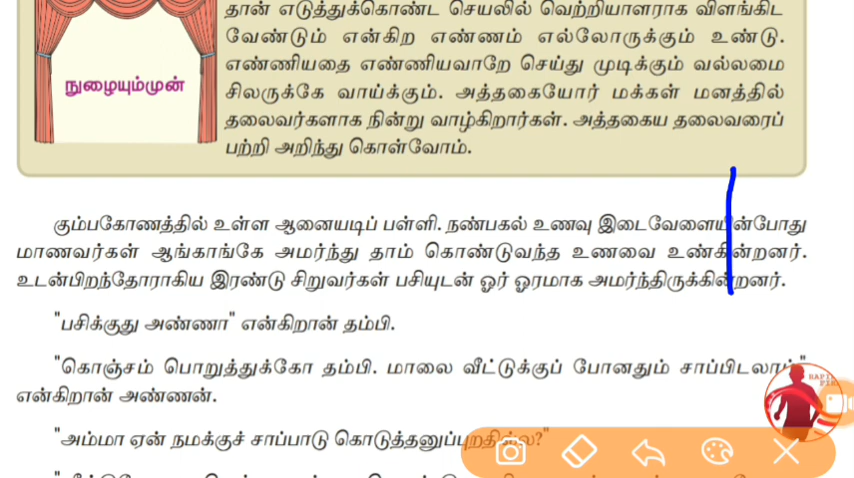 தான் எடுத்துக்கொண்ட செயலில் வெற்றியாளராக விளங்கிட
வேண்டும் என்கிற எண்ணம் எல்லோருக்கும் உண்டு.
எண்ணியதை எண்ணியவாறே செய்து முடிக்கும் வல்லமை
நுழையும்முன்
சிலருக்கே வாய்க்கும். அத்தகையோர் மக்கள் மனத்தில்
தலைவர்களாக நின்று வாழ்கிறார்கள். அத்தகைய தலைவரைப்
பற்றி அறிந்து கொள்வோம்.
கும்பகோணத்தில் உள்ள ஆனையடிப் பள்ளி. நண்பகல் உணவு இடைவேளையின்போது
மாணவர்கள் ஆங்காங்கே அமர்ந்து தாம் கொண்டுவந்த உணவை உண்கின்றனர்.
உடன்பிறந்தோராகிய இரண்டு சிறுவர்கள் பசியுடன் ஓர் ஓரமாக அமர்ந்திருக்கின்றனர்.
"பசிக்குது அண்ணா" என்கிறான் தம்பி.
"கொஞ்சம் பொறுத்துக்கோ தம்பி. மாலை வீட்டுக்குப் போனதும் சாப்பிடலாம்"
என்கிறான் அண்ணன்.
"அம்மா ஏன் நமக்குச் சாப்பாடு கொடுத்தனுப்புறதில்ல?"